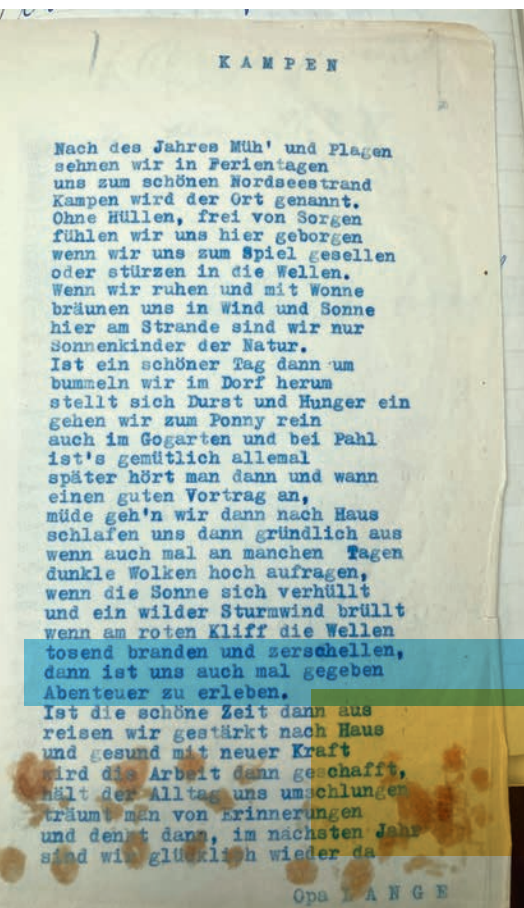 KAMPEN
Nach des Jahres Müh' und Plagen
sehnen wir in Ferientagen
uns zum schönen Nordseestrand
Kampen wird der Ort genannt.
Ohne Hüllen, frei von Sorgen
fühlen wir uns hier geborgen
wenn wir uns zum Spiel gesellen
oder stürzen in die Wellen.
Wenn wir ruhen und mit Wonne
bräunen uns in Wind und Sonne
hier am Strande sind wir nur
Sonnenkinder der Natur.
Ist ein schöner Tag dann um
bummeln wir im Dorf herum
stellt sich Durst und Hunger ein
gehen wir zum Ponny rein
auch im Gogarten und bei Pahl
ist's gemütlich allemal
später hört man dann und wann
einen guten Vortrag an,
müde geh'n wir dann nach Haus
schlafen uns dann gründlich aus
wenn auch mal an manchen Tagen
dunkle Wolken hoch aufragen,
wenn die Sonne sich verhüllt
und ein wilder Sturmwind brüllt
wenn am roten Kliff die Wellen
tosend branden und zerschellen,
dann ist uns auch mal gegeben
Abenteuer zu erleben.
Ist die schöne Zeit dann aus
reisen wir gestärkt nach Haus
und gesund mit neuer Kraft
wird die Arbeit dann geschafft,
hält der Alltag uns umschlungen
träumt man von Erinnerungen
und denkt dann, im nächsten Jahr
sind wir glücklich wieder da
Opa LANGE